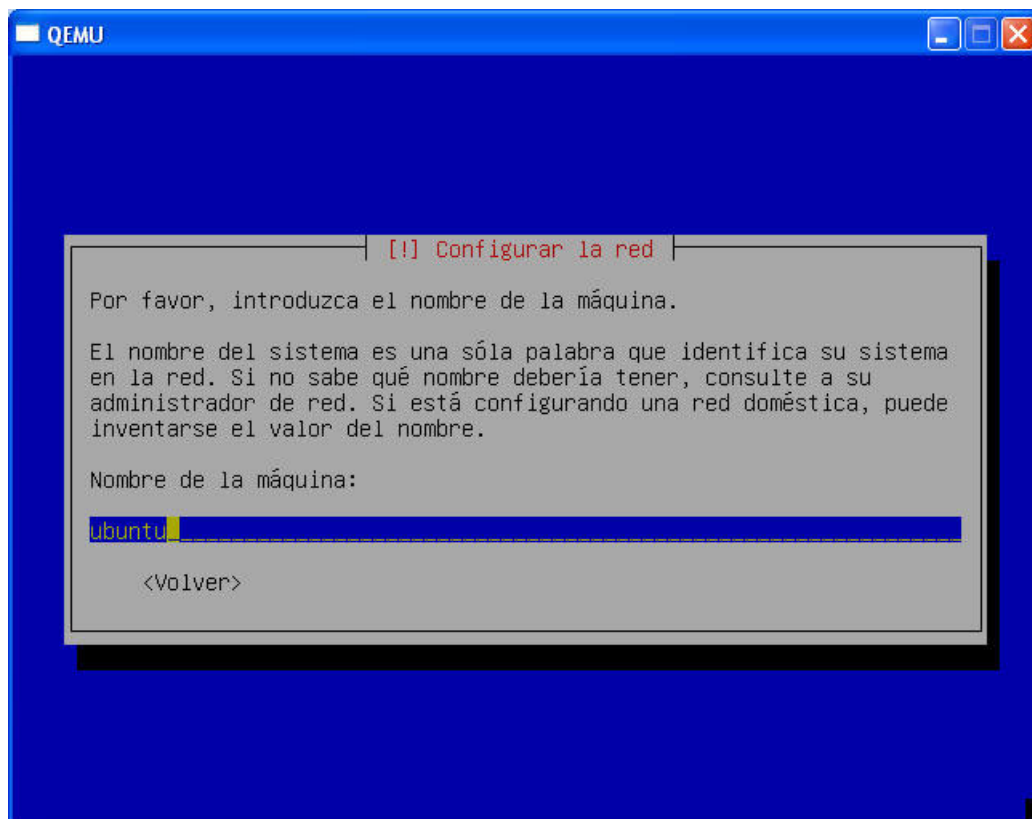 QEMU
[!] Configurar la red
Por favor, introduzca el nombre de la máquina.
El nombre del sistema es una sóla palabra que identifica su sistema
en la red. Si no sabe qué nombre debería tener, consulte a su
administrador de red. Si está configurando una red doméstica, puede
inventarse el valor del nombre.
Nombre de la máquina:
ubuntu
<Volver>